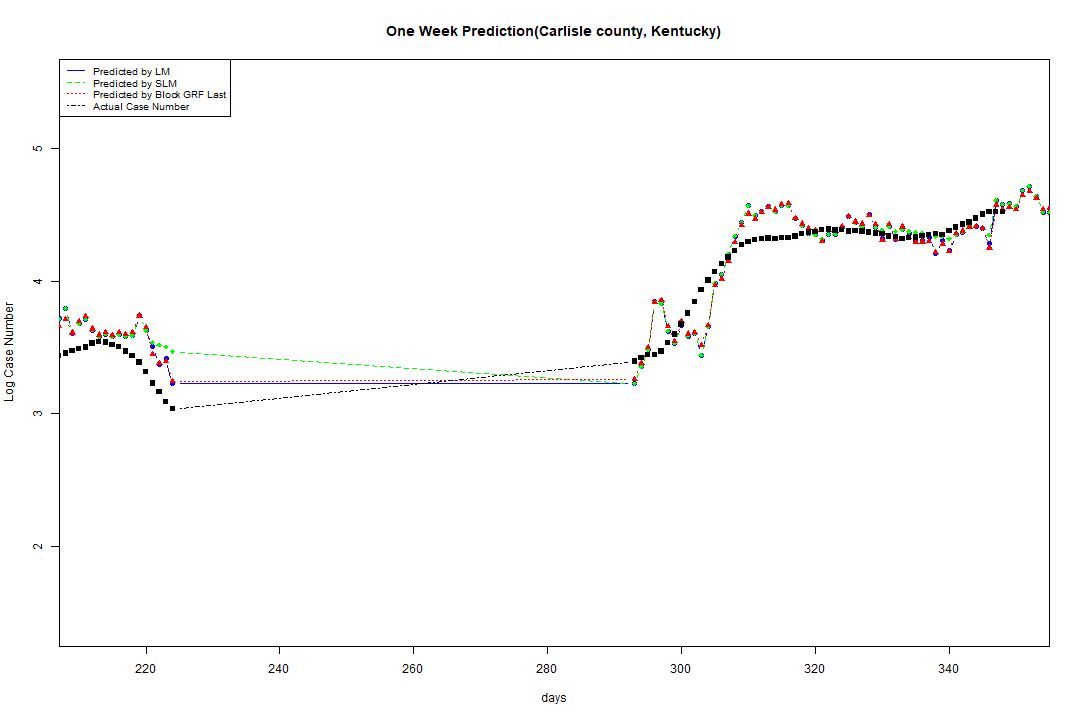 One Week Prediction(Carlisle county, Kentucky)
Predicted by LM
Predicted by SLM
Predicted by Block GRF Last
Actual Case Number
5
4
3
2
Log Case Number
220 240 260 280 300 320 340
days